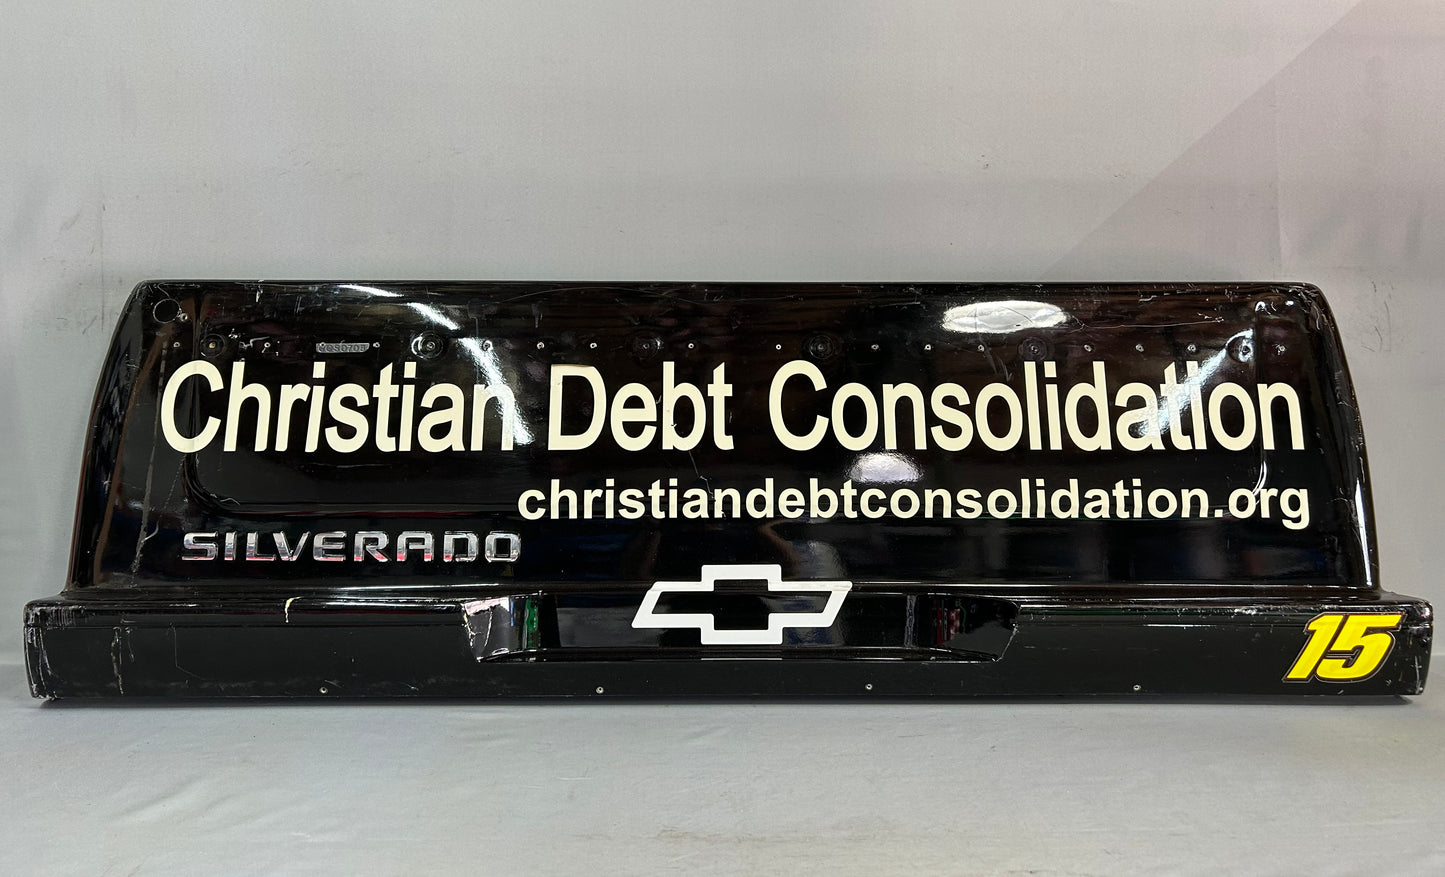 Christian Debt Consolidation
christiandebtconsolidation.org
SILVERADO
15